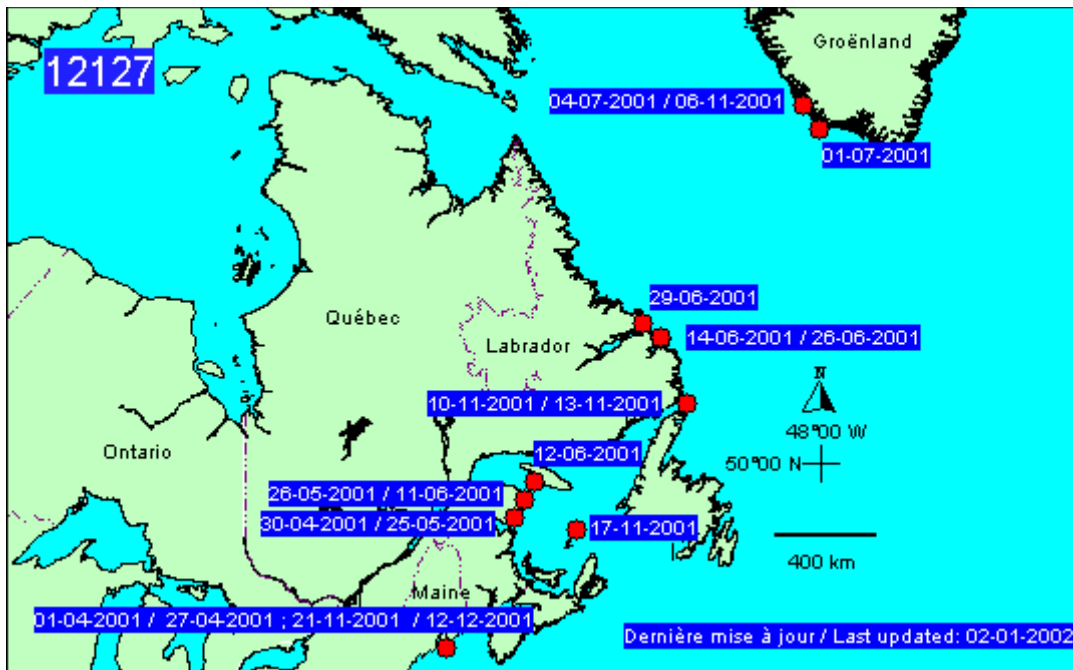 Groënland
12127
04-07-2001 / 06-11-2001
01-07-2001
29-06-2001
Québec
14-06-2001 / 26-06-2001
Labrador
N
10-11-2001 / 13-11-2001
48°00 W
Ontario
12-06-2001
50°00 N
26-05-2001 / 11-06-2001
30-04-2001 / 25-05-2001
17-11-2001
400 km
Maine
01-04-2001 / 27-04-2001 ; 21-11-2001 / 12-12-2001
Dernière mise à jour / Last updated: 02-01-2002